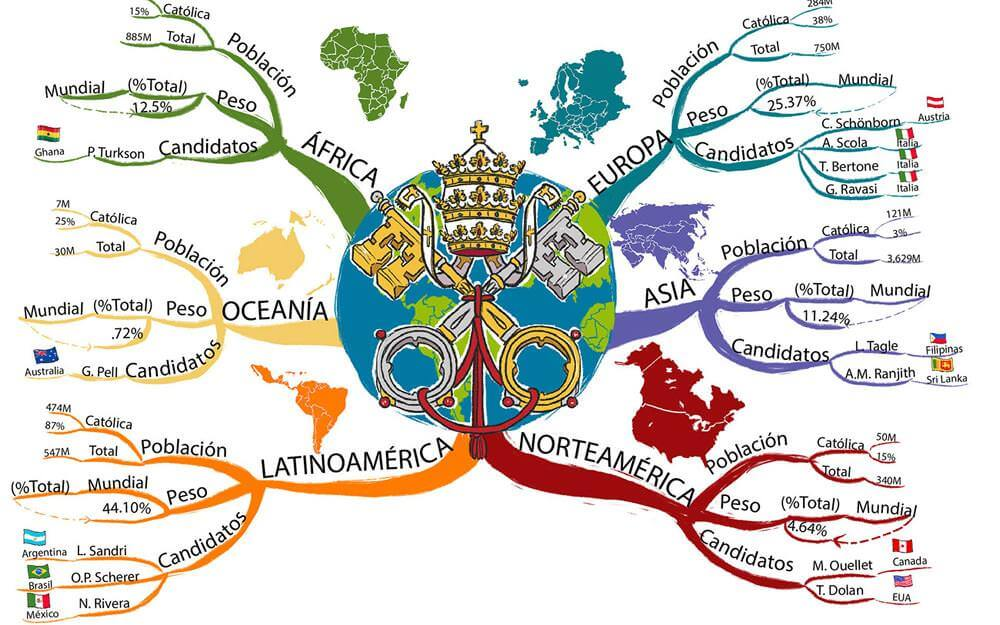 15%
Católica
885M
Total
Población
Mundial
(%Total)
12.5%
Peso
Ghana
P. Turkson
Candidatos
ÁFRICA
284M
38%
Católica
Total
750M
Población
(%Total)
Mundial
25.37%
Peso
Candidatos
C. Schönborn
Austria
A. Scola
Italia
T. Bertone
Italia
G. Ravasi
Italia
EUROPA
7M
25%
Católica
30M
Total
Población
Mundial
(%Total)
.72%
Peso
Australia
G. Pell
Candidatos
OCEANÍA
121M
3%
Católica
Total
3,629M
Población
Peso
(%Total)
Mundial
11.24%
Candidatos
L. Tagle
Filipinas
A.M. Ranjith
Sri Lanka
ASIA
474M
87%
Católica
547M
Total
Población
(%Total)
Mundial
44.10%
Peso
Argentina
L. Sandri
Brasil
O.P. Scherer
México
N. Rivera
Candidatos
LATINOAMÉRICA
NORTEAMÉRICA
Población
Católica
50M
15%
Total
340M
Peso
(%Total)
Mundial
4.64%
Candidatos
M. Ouellet
Canada
T. Dolan
EUA